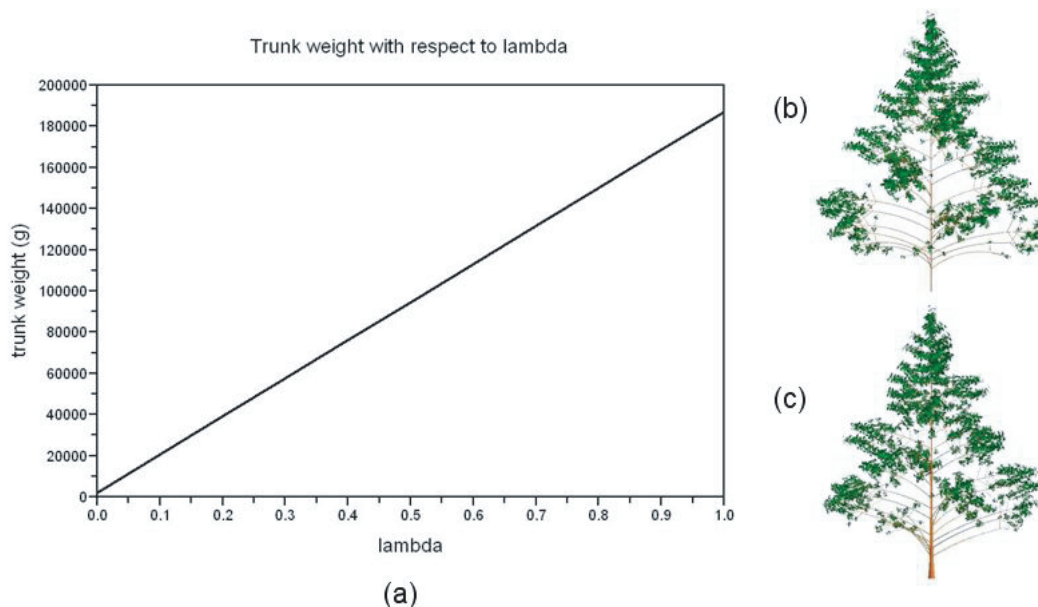 Trunk weight with respect to lambda
200000
180000
160000
140000
120000
100000
80000
60000
40000
20000
0
trunk weight (g)
0.0 0.1 0.2 0.3 0.4 0.5 0.6 0.7 0.8 0.9 1.0
lambda
(a)
(b)
(c)